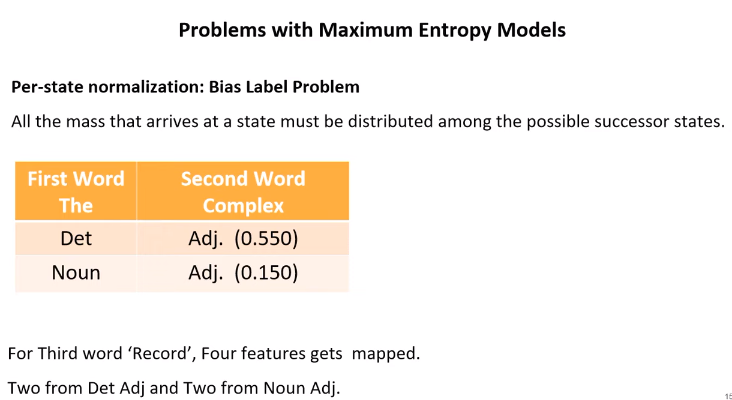 Problems with Maximum Entropy Models
Per-state normalization: Bias Label Problem
All the mass that arrives at a state must be distributed among the possible successor states.
First Word Second Word
The Complex
Det Adj. (0.550)
Noun Adj. (0.150)
For Third word ‘Record’, Four features gets mapped.
Two from Det Adj and Two from Noun Adj.
15